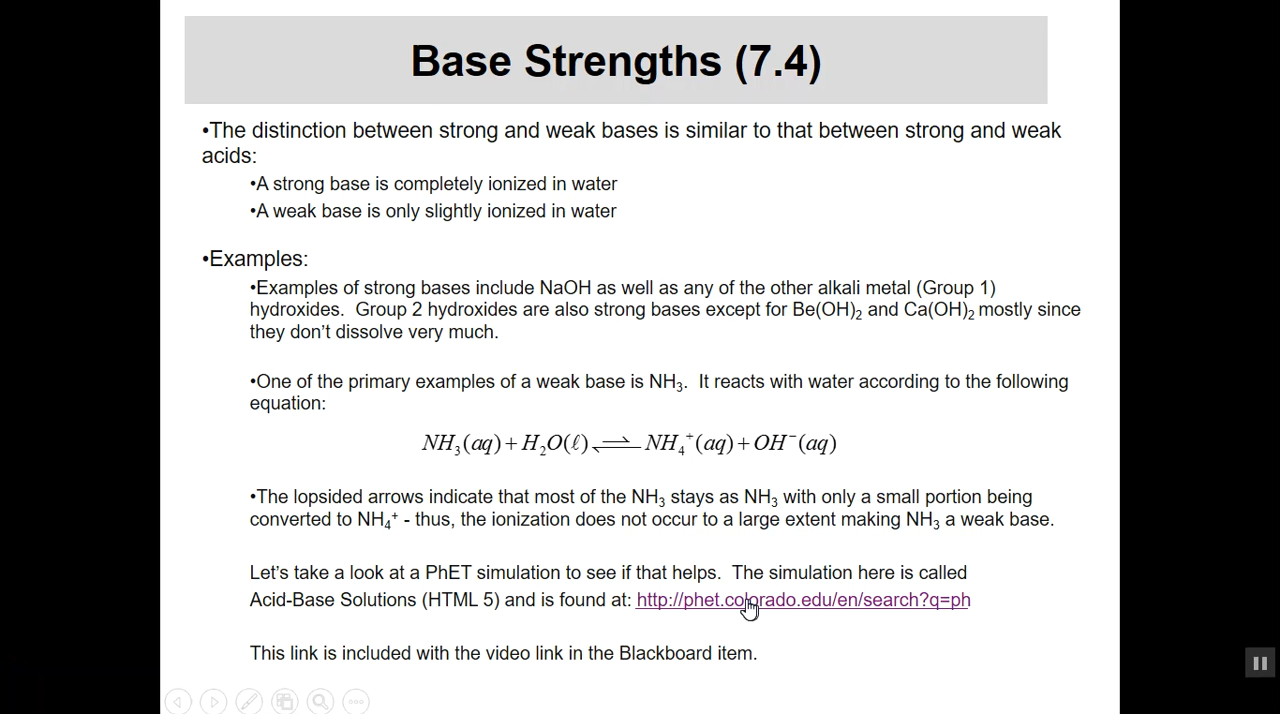 Base Strengths (7.4)
•The distinction between strong and weak bases is similar to that between strong and weak
acids:
•A strong base is completely ionized in water
•A weak base is only slightly ionized in water
•Examples:
•Examples of strong bases include NaOH as well as any of the other alkali metal (Group 1)
hydroxides.  Group 2 hydroxides are also strong bases except for Be(OH)₂ and Ca(OH)₂ mostly since
they don’t dissolve very much.
•One of the primary examples of a weak base is NH₃.  It reacts with water according to the following
equation:
NH₃(aq) + H₂O(ℓ) ⇌ NH₄⁺(aq) + OH⁻(aq)
•The lopsided arrows indicate that most of the NH₃ stays as NH₃ with only a small portion being
converted to NH₄⁺ - thus, the ionization does not occur to a large extent making NH₃ a weak base.
Let’s take a look at a PhET simulation to see if that helps.  The simulation here is called
Acid-Base Solutions (HTML 5) and is found at: http://phet.colorado.edu/en/search?q=ph
This link is included with the video link in the Blackboard item.